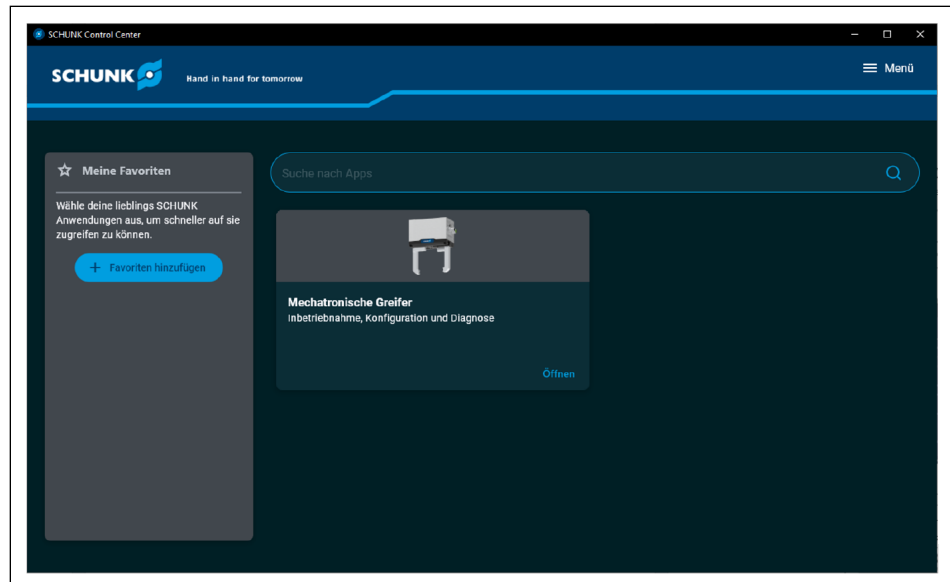 SCHUNK Control Center
SCHUNK
Hand in hand for tomorrow
Menü
Meine Favoriten
Wähle deine lieblings SCHUNK
Anwendungen aus, um schneller auf sie
zugreifen zu können.
+ Favoriten hinzufügen
Suche nach Apps
Mechatronische Greifer
Inbetriebnahme, Konfiguration und Diagnose
Öffnen